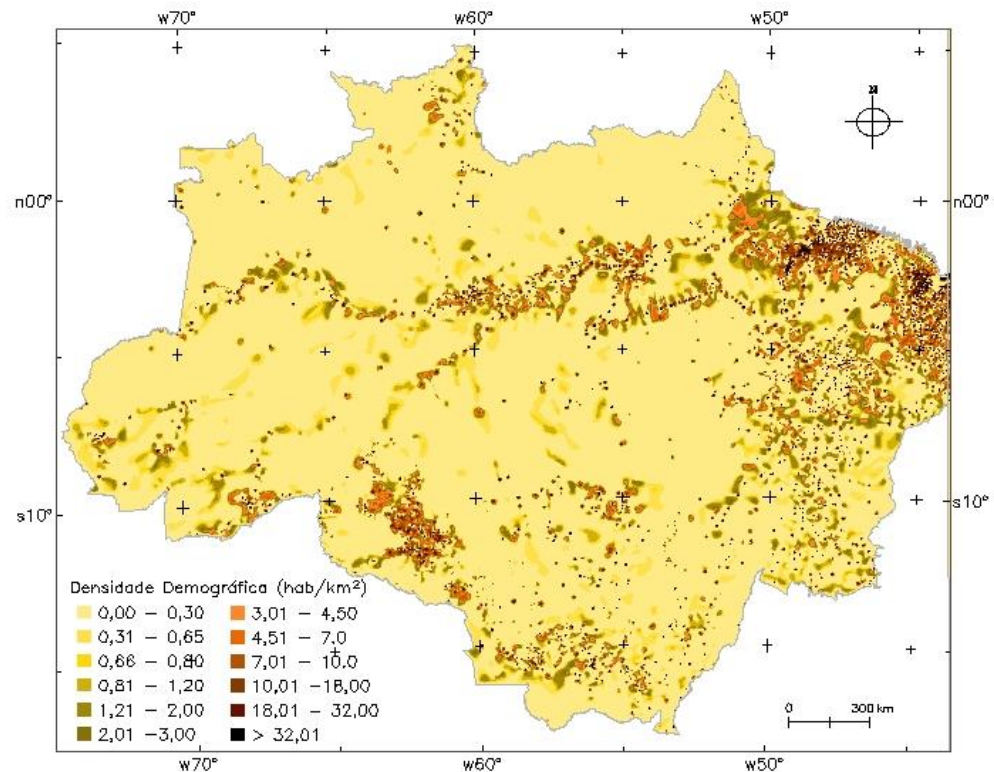 w70° w60° w50°
N
n00° n00°
s10° s10°
Densidade Demográfica (hab/km²)
0,00 – 0,30 3,01 – 4,50
0,31 – 0,65 4,51 – 7,0
0,66 – 0,80 7,01 – 10.0
0,81 – 1,20 10,01 –18,00
1,21 – 2,00 18,01 – 32,00
2,01 –3,00 > 32,01
0 300 km
w70° w60° w50°